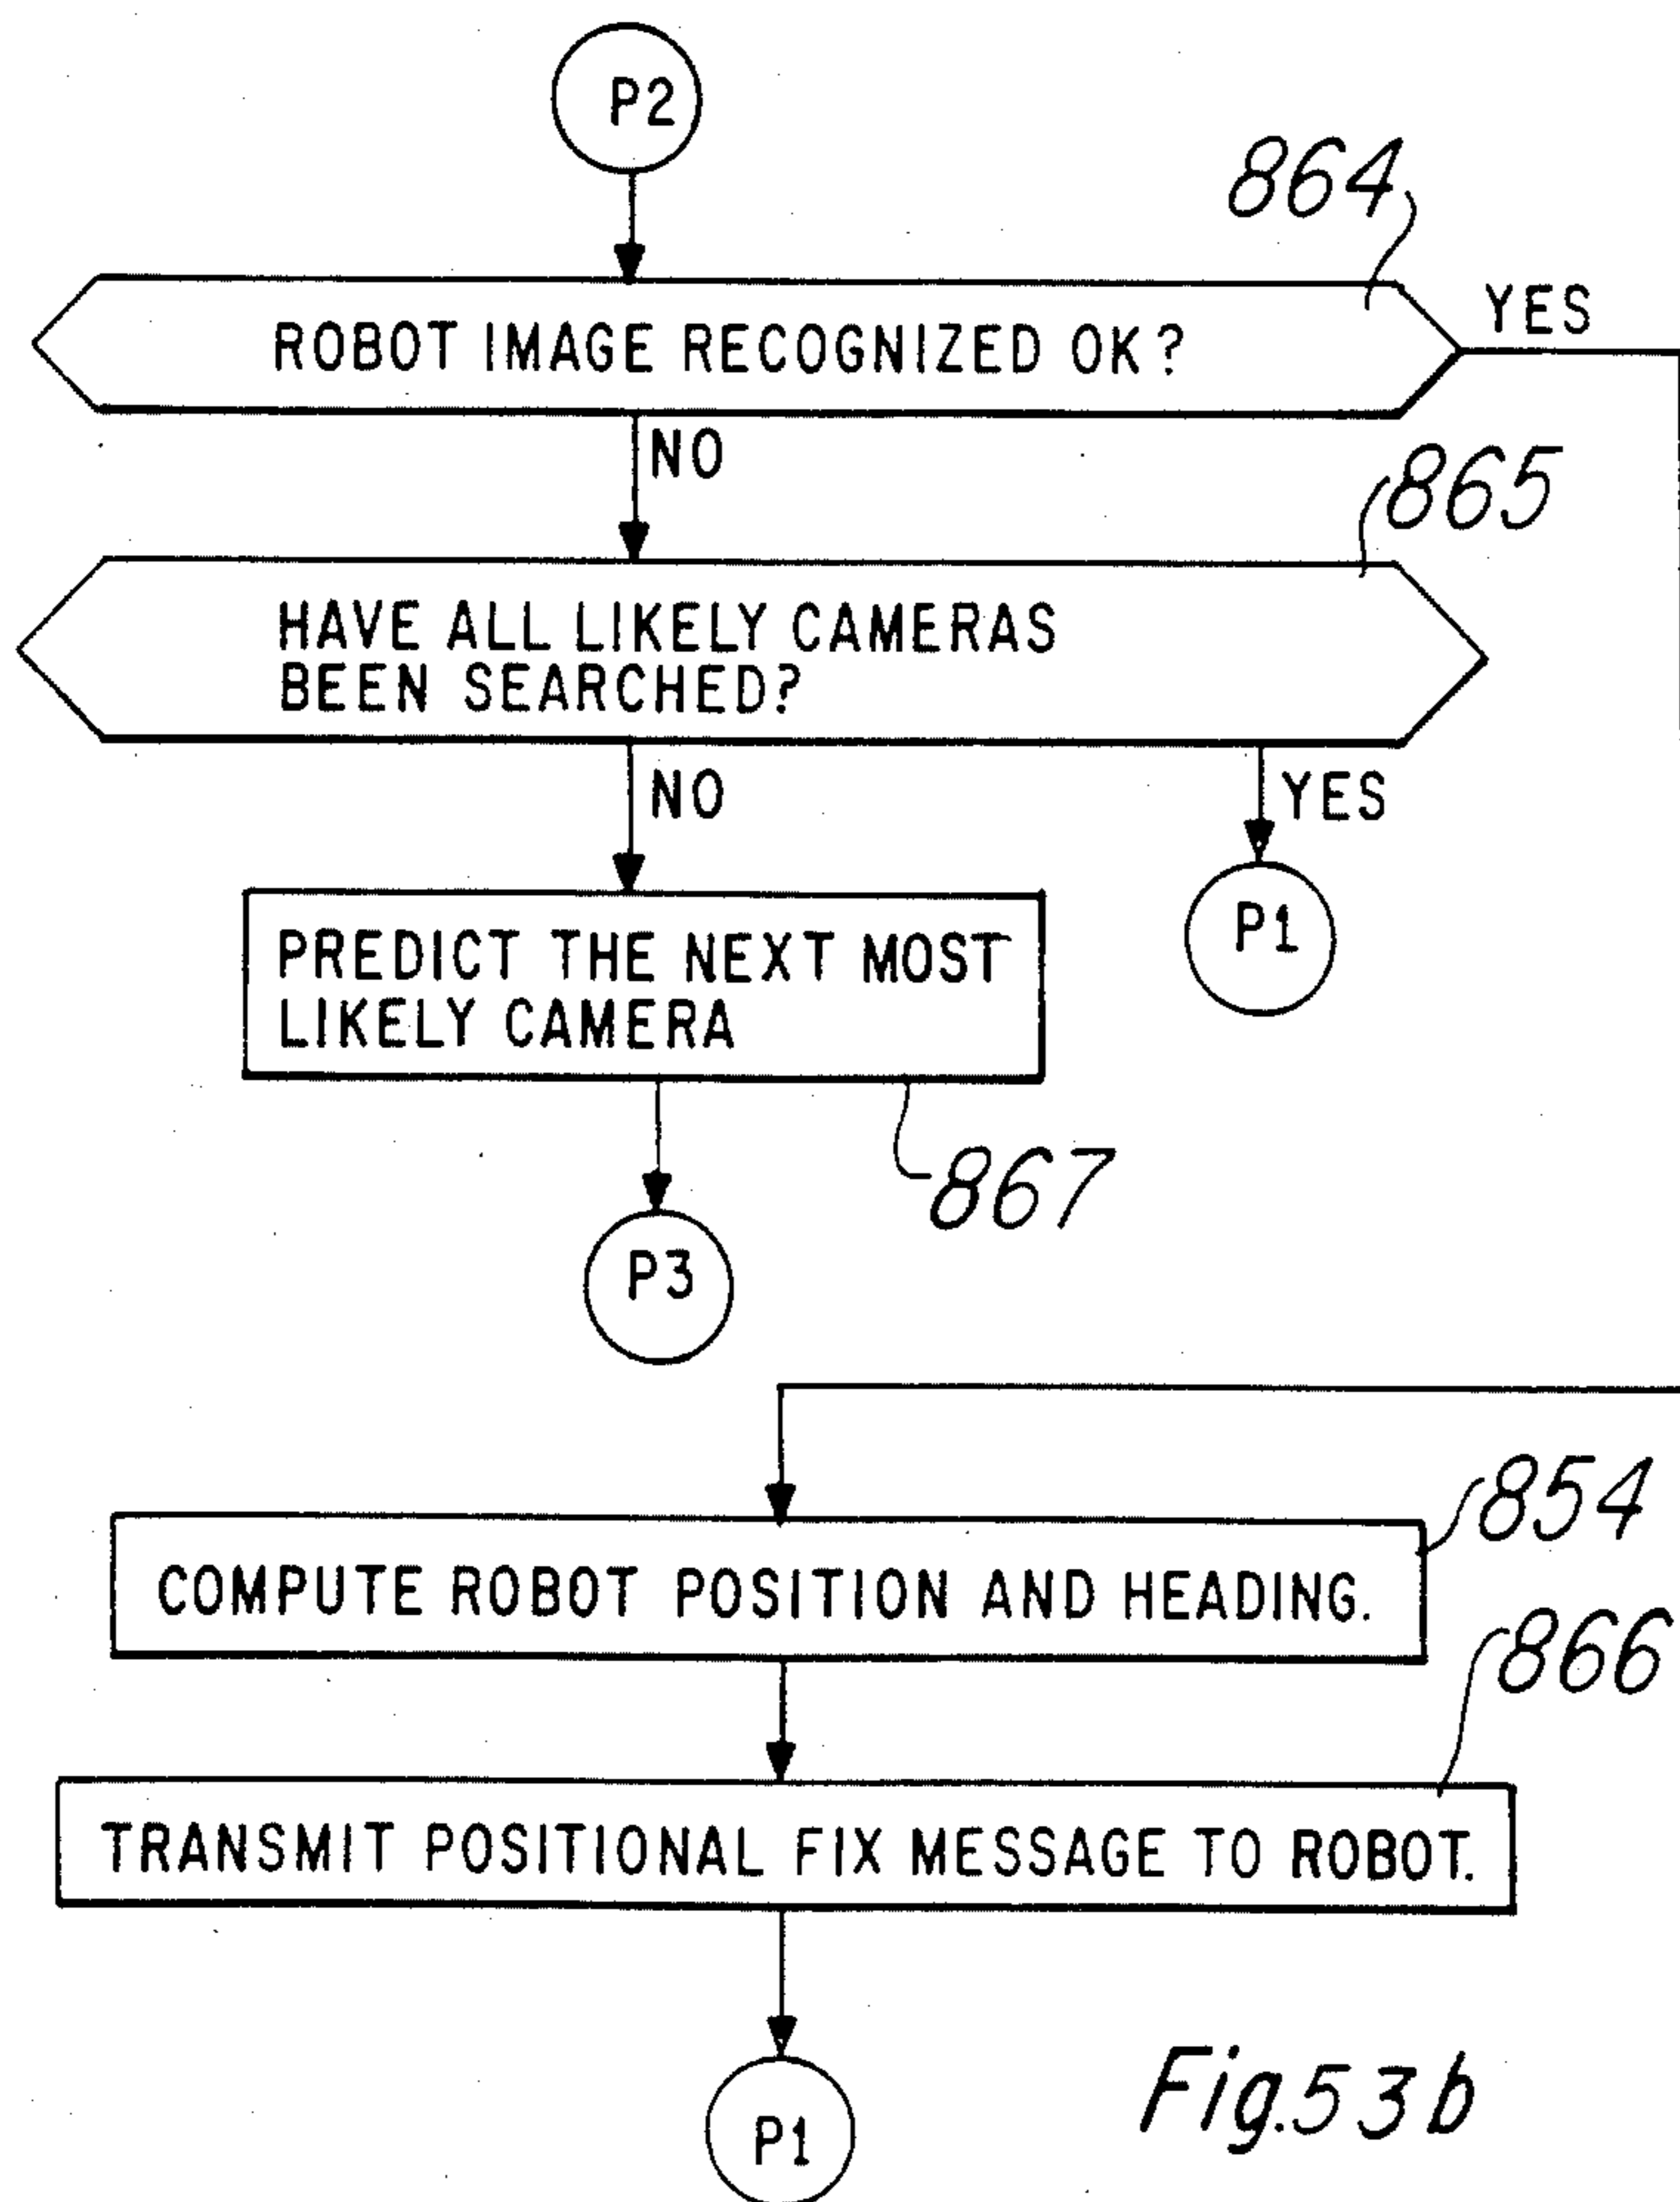 P2
864
ROBOT IMAGE RECOGNIZED OK?
YES
NO
865
HAVE ALL LIKELY CAMERAS
BEEN SEARCHED?
NO
YES
P1
PREDICT THE NEXT MOST
LIKELY CAMERA
867
P3
854
COMPUTE ROBOT POSITION AND HEADING.
866
TRANSMIT POSITIONAL FIX MESSAGE TO ROBOT.
P1
Fig.53b